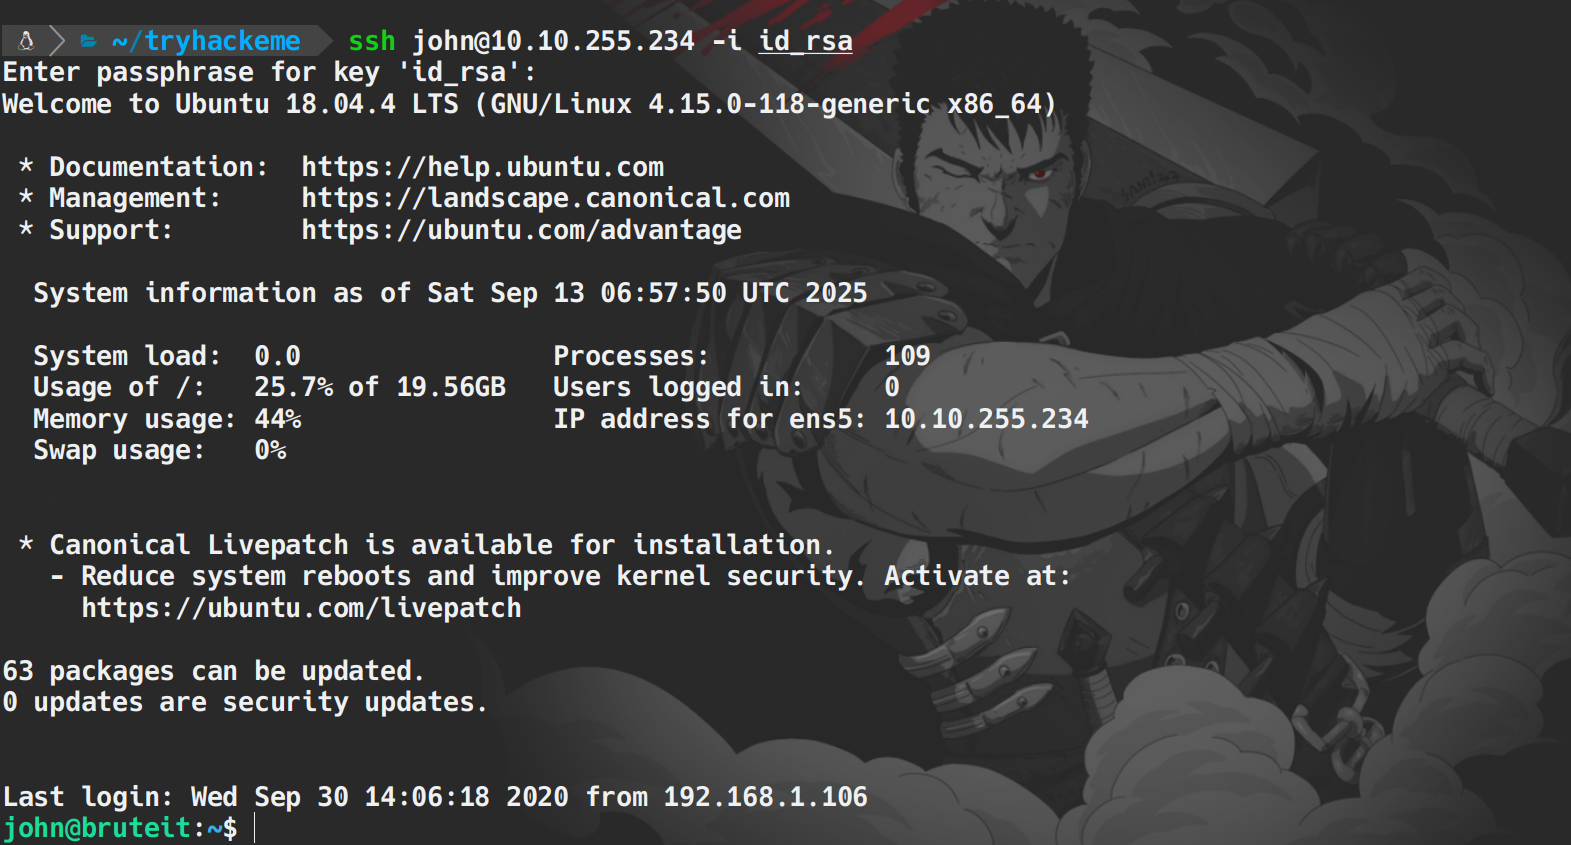 ~/tryhackeme ssh john@10.10.255.234 -i id_rsa
Enter passphrase for key 'id_rsa':
Welcome to Ubuntu 18.04.4 LTS (GNU/Linux 4.15.0-118-generic x86_64)
* Documentation: https://help.ubuntu.com
* Management: https://landscape.canonical.com
* Support: https://ubuntu.com/advantage
System information as of Sat Sep 13 06:57:50 UTC 2025
System load: 0.0 Processes: 109
Usage of /: 25.7% of 19.56GB Users logged in: 0
Memory usage: 44% IP address for ens5: 10.10.255.234
Swap usage: 0%
* Canonical Livepatch is available for installation.
- Reduce system reboots and improve kernel security. Activate at:
https://ubuntu.com/livepatch
63 packages can be updated.
0 updates are security updates.
Last login: Wed Sep 30 14:06:18 2020 from 192.168.1.106
john@bruteit:~$